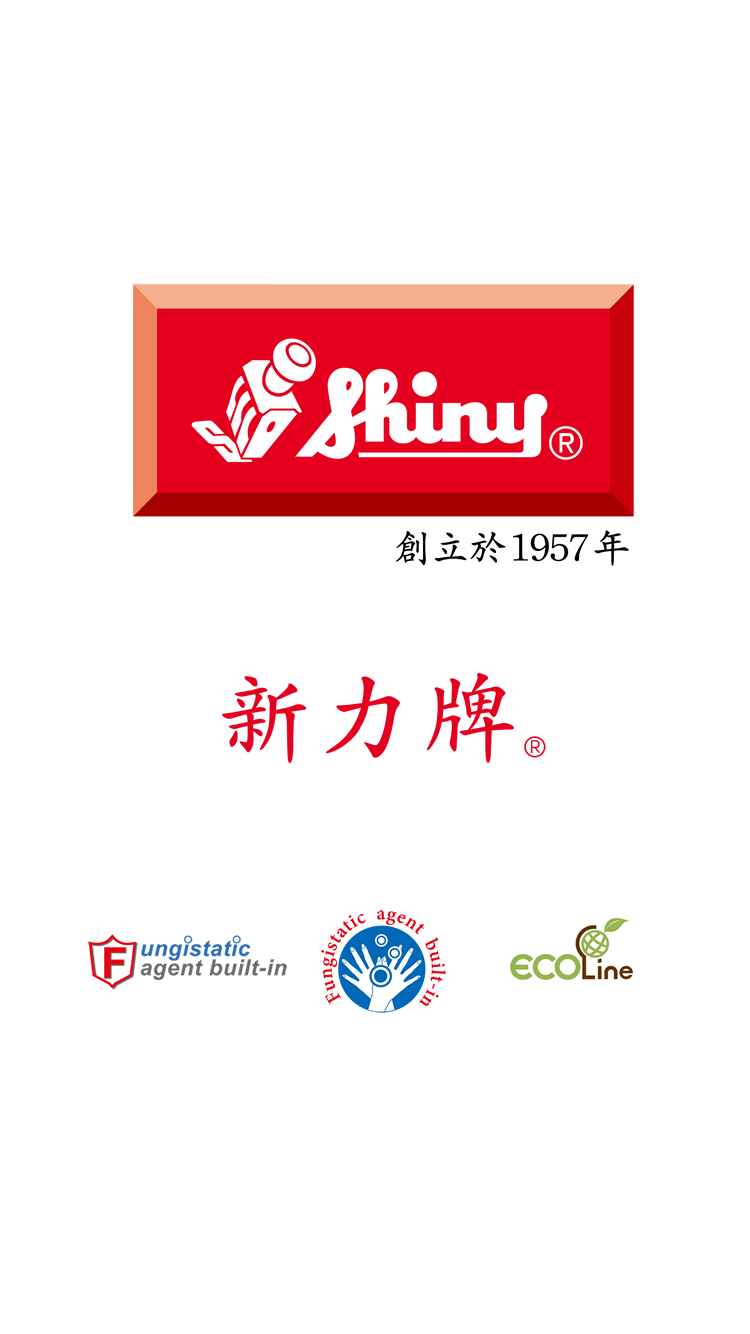 Shiny®
創立於1957年
新力牌®
Fungistatic
agent built-in
Fungistatic agent built-in
ECOLine